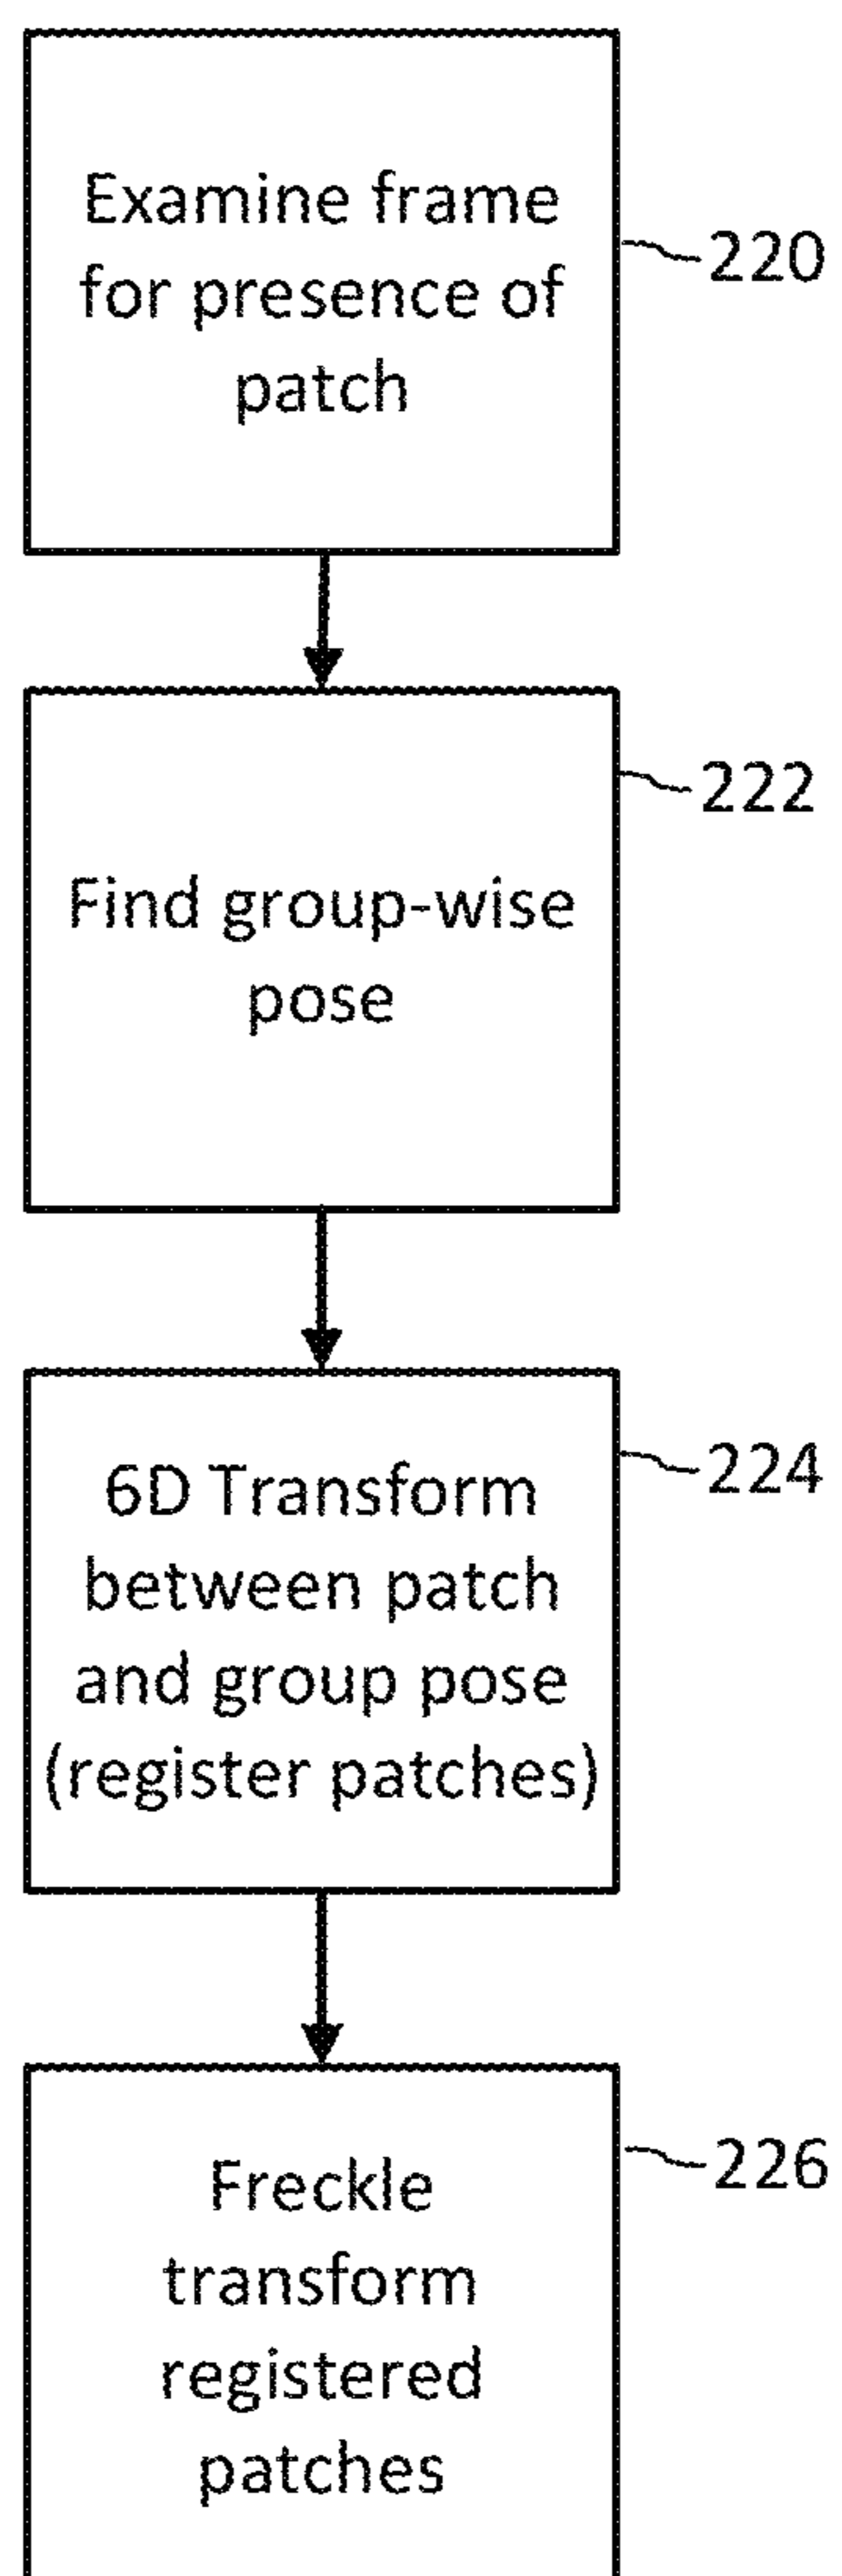 Examine frame
for presence of
patch
220
Find group-wise
pose
222
6D Transform
between patch
and group pose
(register patches)
224
Freckle
transform
registered
patches
226